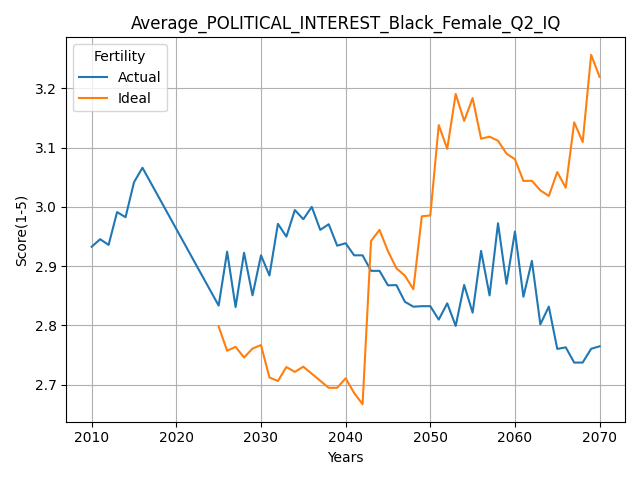 Average_POLITICAL_INTEREST_Black_Female_Q2_IQ
Fertility
Actual
Ideal
Score(1-5)
3.2
3.1
3.0
2.9
2.8
2.7
2010 2020 2030 2040 2050 2060 2070
Years